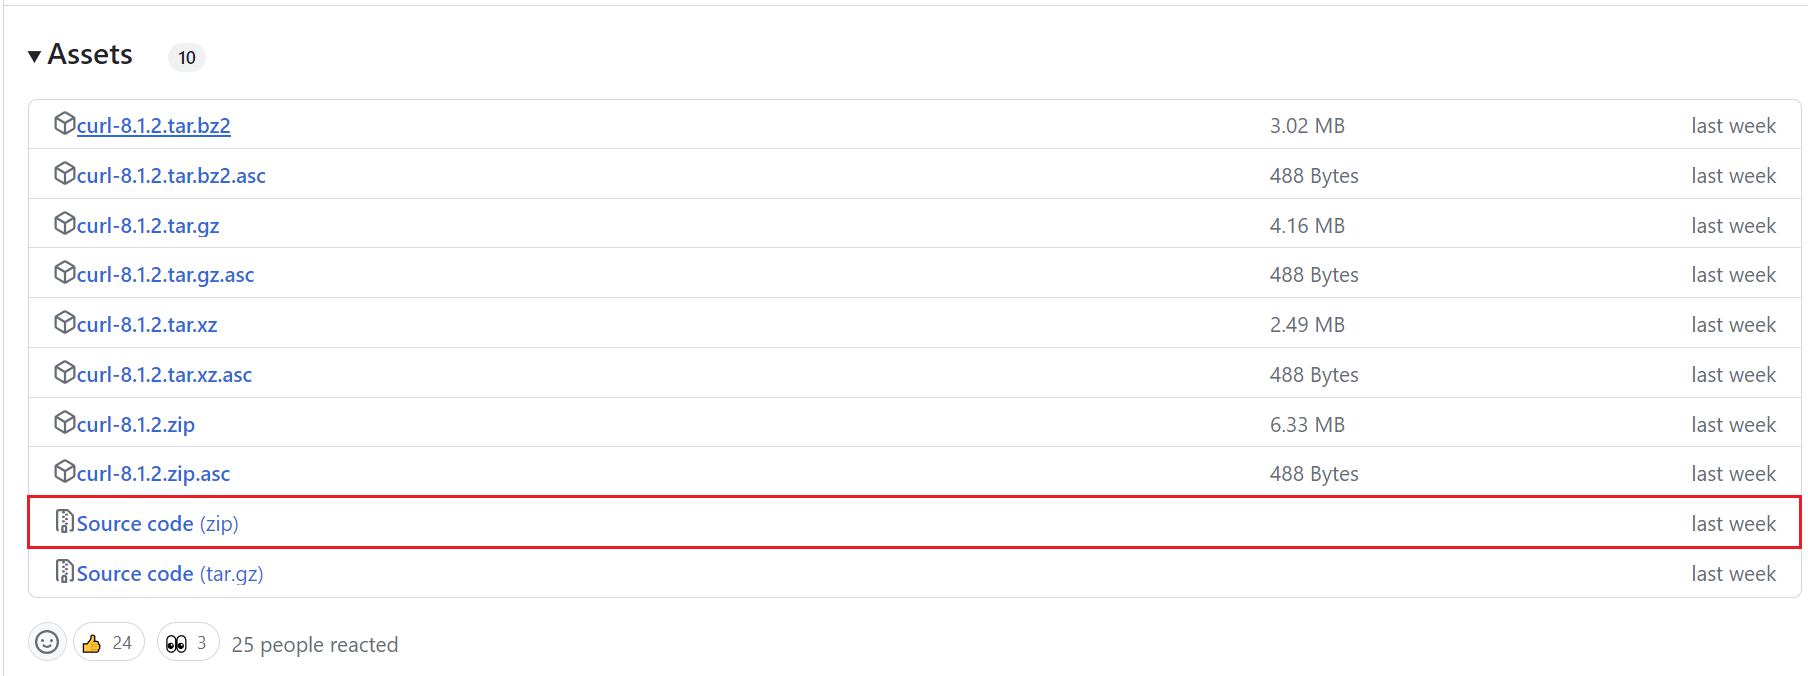 Assets 10
curl-8.1.2.tar.bz2 3.02 MB last week
curl-8.1.2.tar.bz2.asc 488 Bytes last week
curl-8.1.2.tar.gz 4.16 MB last week
curl-8.1.2.tar.gz.asc 488 Bytes last week
curl-8.1.2.tar.xz 2.49 MB last week
curl-8.1.2.tar.xz.asc 488 Bytes last week
curl-8.1.2.zip 6.33 MB last week
curl-8.1.2.zip.asc 488 Bytes last week
Source code (zip) last week
Source code (tar.gz) last week
24 3 25 people reacted